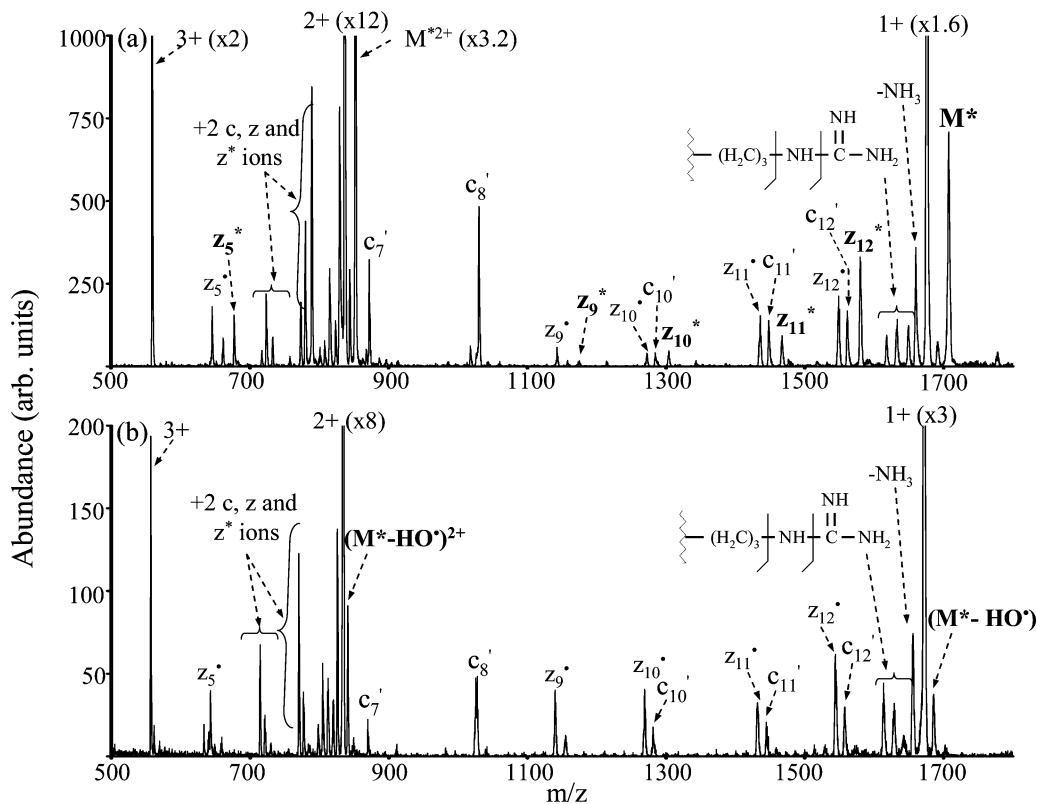 (a)
3+ (x2)
2+ (x12)
M*2+ (x3.2)
1+ (x1.6)
-NH3
M*
+2 c, z and
z* ions
NH
(H2C)3
NH
C
NH2
z5*
z5•
c7'
c8'
z9•
z9*
z10•
c10'
z10*
z11•
c11'
z11*
z12•
c12'
z12*
1000
750
500
250
500
700
900
1100
1300
1500
1700
Abundance (arb. units)
(b)
3+
2+ (x8)
1+ (x3)
-NH3
+2 c, z and
z* ions
(M*-HO•)2+
NH
(H2C)3
NH
C
NH2
(M*- HO•)
z5•
c7'
c8'
z9•
z10•
c10'
z11•
c11'
z12•
c12'
200
150
100
50
500
700
900
1100
1300
1500
1700
m/z